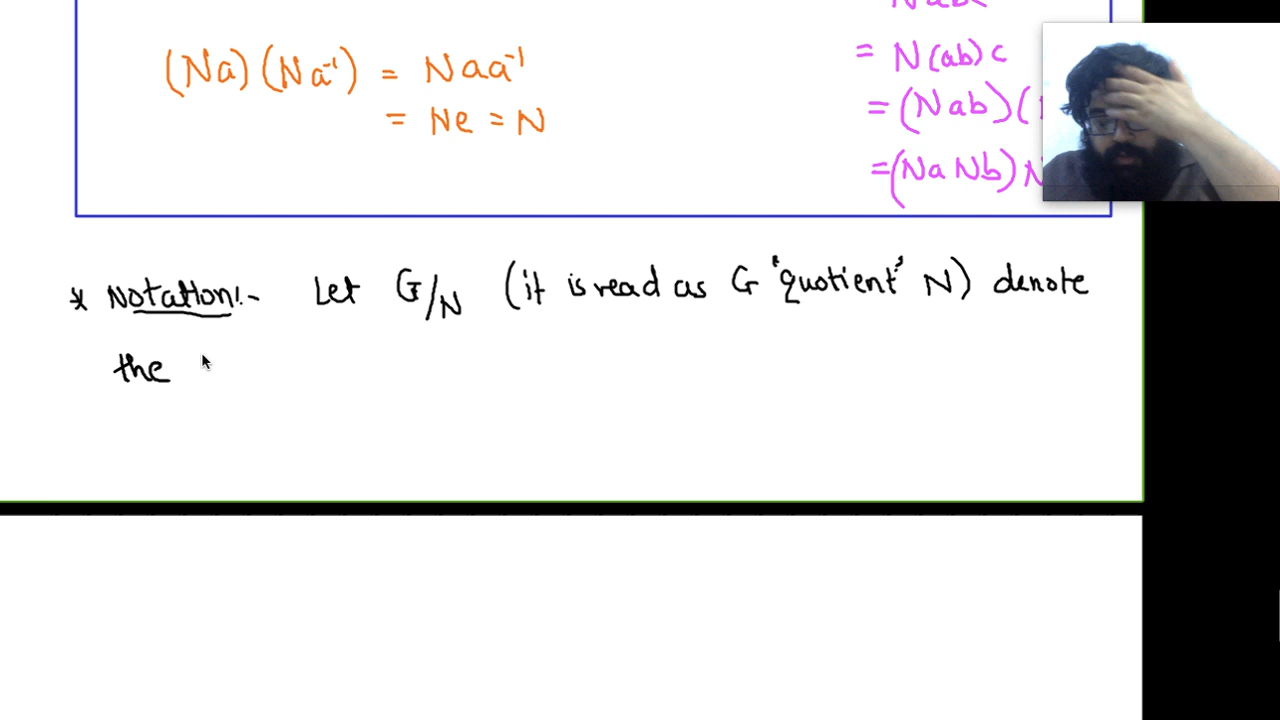 Nabc
(Na) (Na⁻¹) = Naa⁻¹
= N(ab)c
= Ne = N
= (Nab)(
= (Na Nb) N
* Notation:- Let G/N (it is read as G 'quotient' N) denote
the